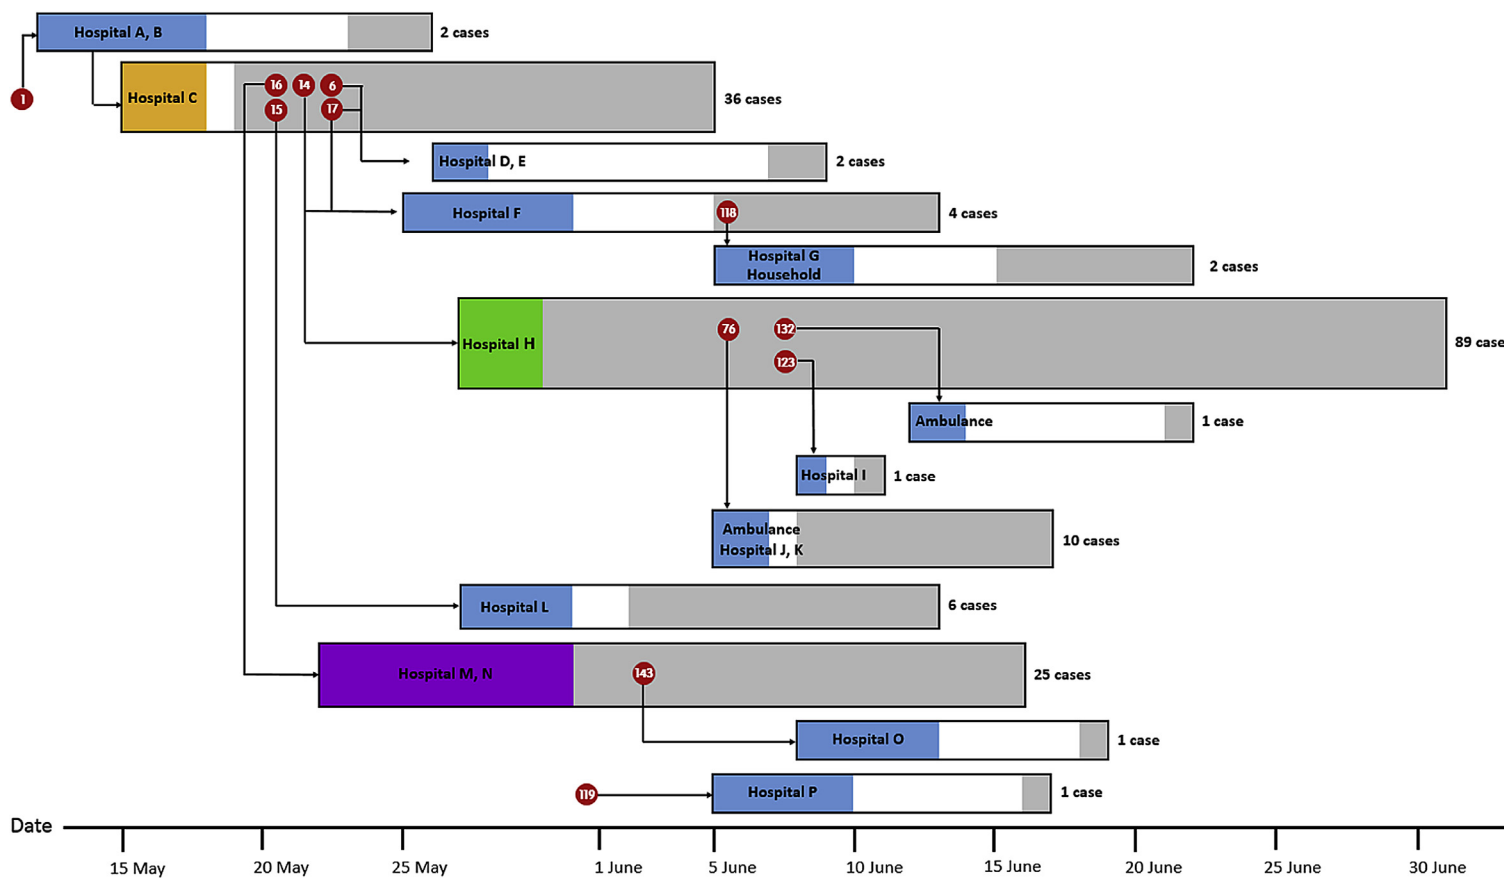 Hospital A, B
2 cases
1
Hospital C
16
14
6
15
17
36 cases
Hospital D, E
2 cases
Hospital F
118
4 cases
Hospital G
Household
2 cases
Hospital H
76
132
123
89 case
Ambulance
1 case
Hospital I
1 case
Ambulance
Hospital J, K
10 cases
Hospital L
6 cases
Hospital M, N
143
25 cases
Hospital O
1 case
119
Hospital P
1 case
Date
15 May 20 May 25 May 1 June 5 June 10 June 15 June 20 June 25 June 30 June